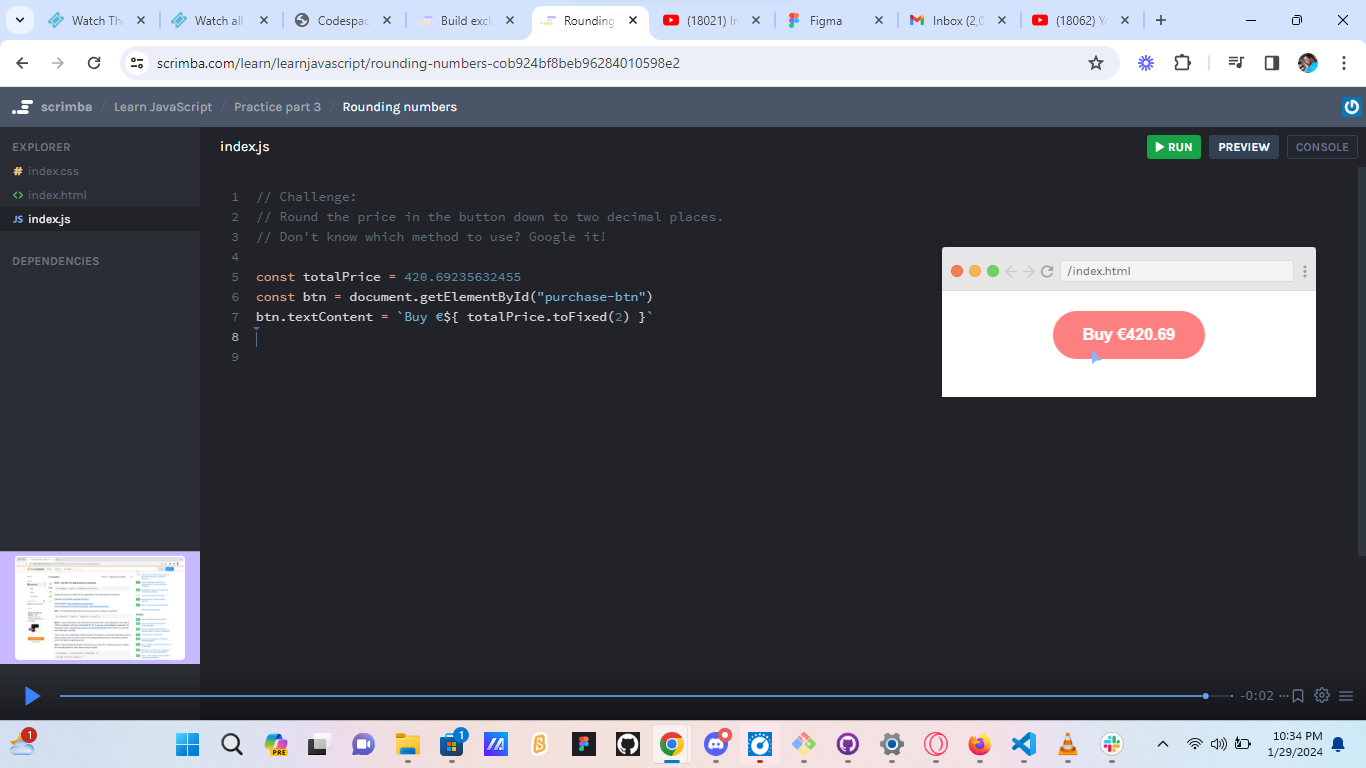 Watch Th
Watch all
Codespac
Build excl
Rounding
(18021) In
Figma
Inbox (2,
(18062) Yo
scrimba.com/learn/learnjavascript/rounding-numbers-cob924bf8beb96284010598e2
scrimba / Learn JavaScript / Practice part 3 / Rounding numbers
EXPLORER
# index.css
<> index.html
JS index.js
DEPENDENCIES
index.js
RUN
PREVIEW
CONSOLE
1 // Challenge:
2 // Round the price in the button down to two decimal places.
3 // Don't know which method to use? Google it!
4
5 const totalPrice = 420.69235632455
6 const btn = document.getElementById("purchase-btn")
7 btn.textContent = `Buy €${ totalPrice.toFixed(2) }`
8
9
/index.html
Buy €420.69
-0:02
1
PRE
1
10:34 PM
1/29/2024